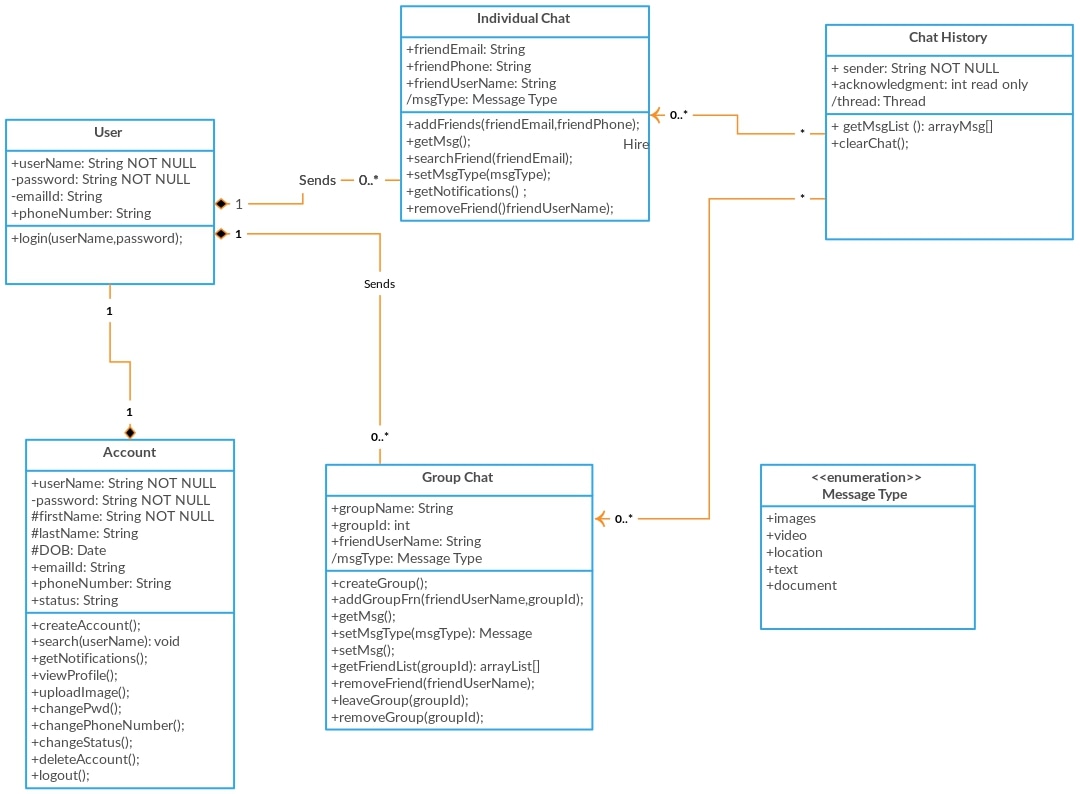 Individual Chat
+friendEmail: String
+friendPhone: String
+friendUserName: String
/msgType: Message Type
+addFriends(friendEmail,friendPhone);
+getMsg();
Hire
+searchFriend(friendEmail);
+setMsgType(msgType);
+getNotifications() ;
+removeFriend()friendUserName);
Chat History
+ sender: String NOT NULL
+acknowledgment: int read only
/thread: Thread
+ getMsgList (): arrayMsg[]
+clearChat();
0..*
*
*
User
+userName: String NOT NULL
-password: String NOT NULL
-emailId: String
+phoneNumber: String
+login(userName,password);
1
Sends
0..*
1
Sends
0..*
1
1
Account
+userName: String NOT NULL
-password: String NOT NULL
#firstName: String NOT NULL
#lastName: String
#DOB: Date
+emailId: String
+phoneNumber: String
+status: String
+createAccount();
+search(userName): void
+getNotifications();
+viewProfile();
+uploadImage();
+changePwd();
+changePhoneNumber();
+changeStatus();
+deleteAccount();
+logout();
Group Chat
+groupName: String
+groupId: int
+friendUserName: String
/msgType: Message Type
+createGroup();
+addGroupFrn(friendUserName,groupId);
+getMsg();
+setMsgType(msgType): Message
+setMsg();
+getFriendList(groupId): arrayList[]
+removeFriend(friendUserName);
+leaveGroup(groupId);
+removeGroup(groupId);
0..*
<<enumeration>>
Message Type
+images
+video
+location
+text
+document